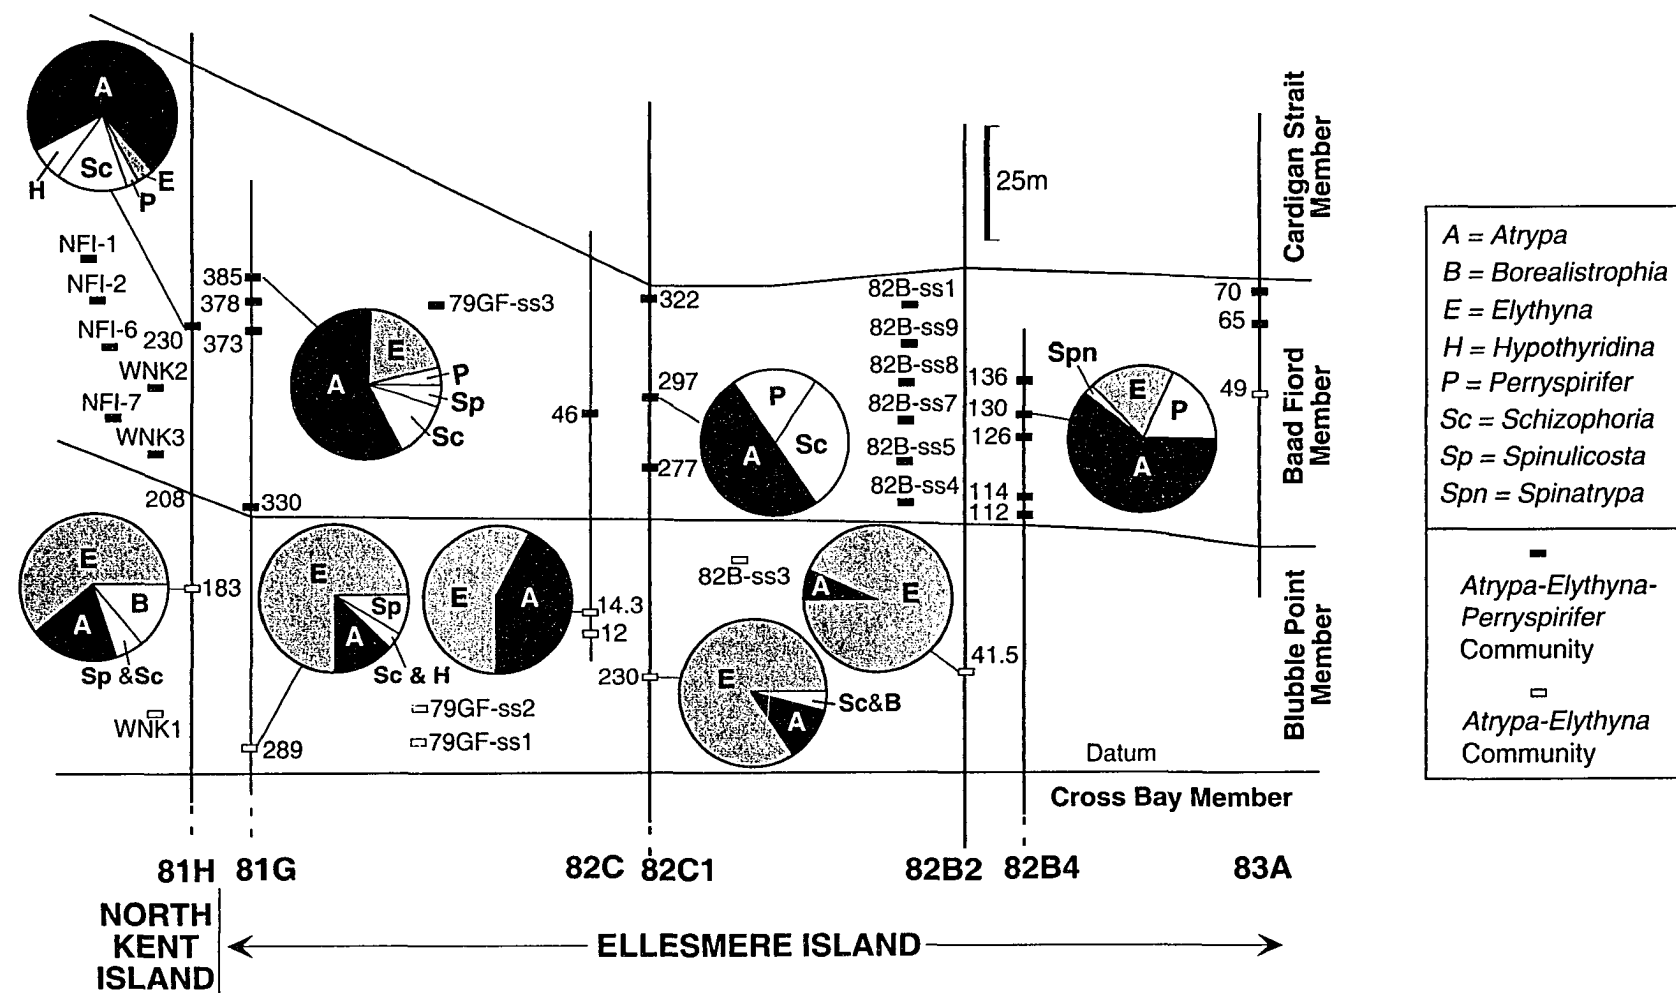 A
H
Sc
P
E
NFI-1
NFI-2
NFI-6
230
WNK2
NFI-7
WNK3
208
385
378
373
330
A
E
P
Sp
Sc
79GF-ss3
46
322
297
277
P
Sc
A
25m
82B-ss1
82B-ss9
82B-ss8
82B-ss7
82B-ss5
82B-ss4
136
130
126
114
112
Spn
E
P
A
70
65
49
Cardigan Strait
Member
Baad Fiord
Member
Blubble Point
Member
E
B
A
Sp &Sc
183
WNK1
E
Sp
A
Sc & H
289
E
A
79GF-ss2
79GF-ss1
14.3
12
230
82B-ss3
E
A
Sc&B
A
E
41.5
Datum
Cross Bay Member
81H
81G
82C
82C1
82B2
82B4
83A
NORTH
KENT
ISLAND
ELLESMERE ISLAND
A = Atrypa
B = Borealistrophia
E = Elythyna
H = Hypothyridina
P = Perryspirifer
Sc = Schizophoria
Sp = Spinulicosta
Spn = Spinatrypa
Atrypa-Elythyna-
Perryspirifer
Community
Atrypa-Elythyna
Community